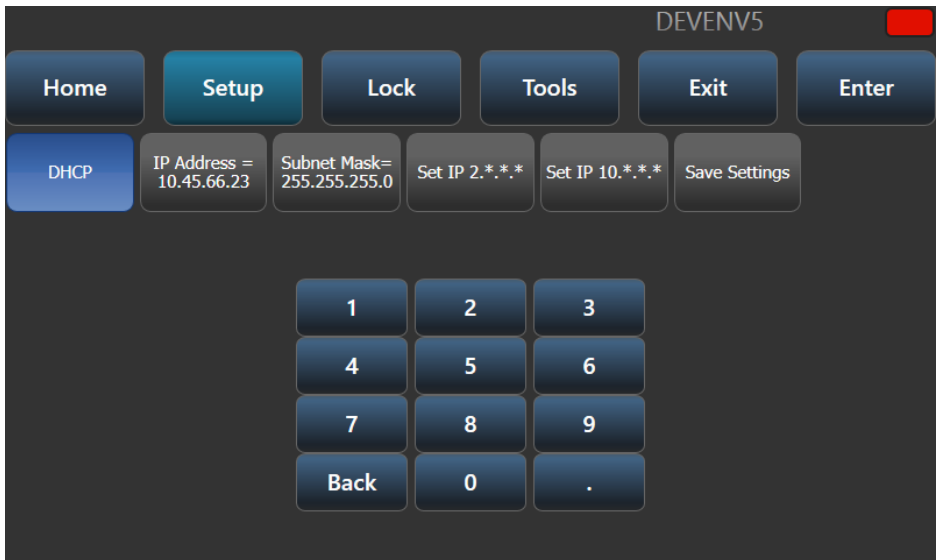 DEVENV5
Home Setup Lock Tools Exit Enter
DHCP
IP Address =
10.45.66.23
Subnet Mask=
255.255.255.0
Set IP 2.*.*.*
Set IP 10.*.*.*
Save Settings
1 2 3
4 5 6
7 8 9
Back 0 .